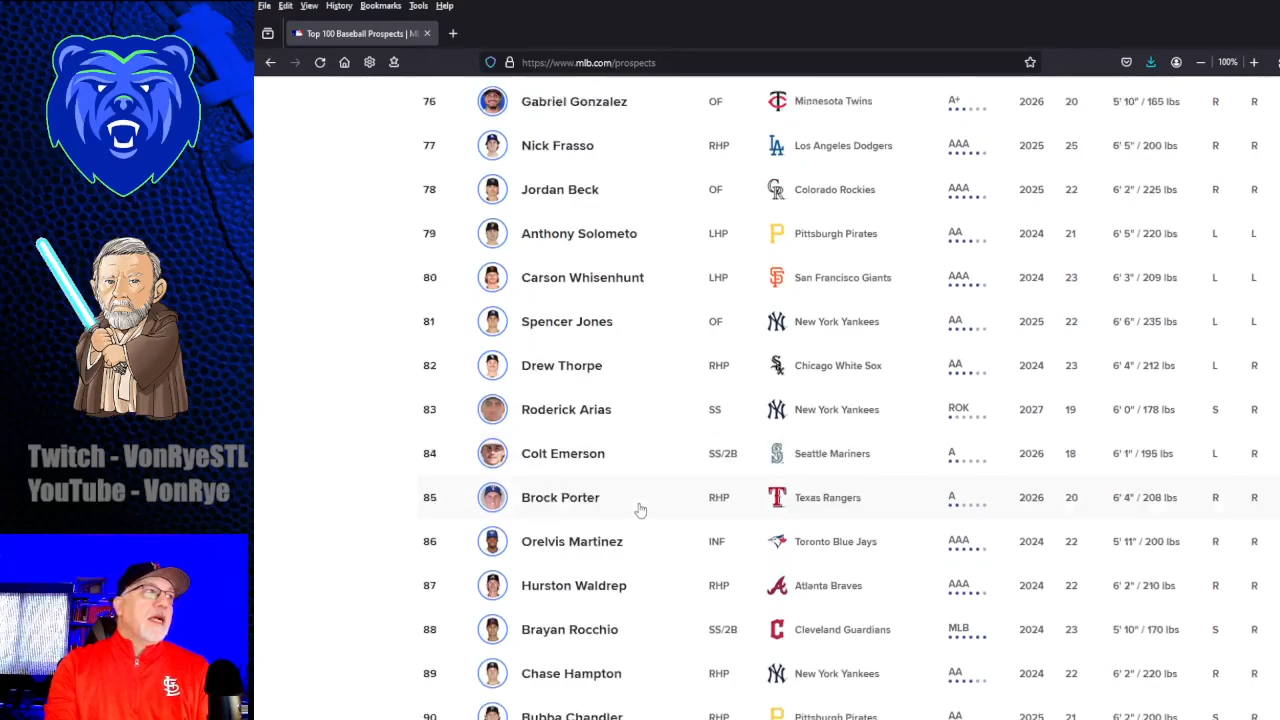 File Edit View History Bookmarks Tools Help
Top 100 Baseball Prospects | ML
https://www.mlb.com/prospects
100%
76 Gabriel Gonzalez OF Minnesota Twins A+ 2026 20 5' 10" / 165 lbs R R
77 Nick Frasso RHP Los Angeles Dodgers AAA 2025 25 6' 5" / 200 lbs R R
78 Jordan Beck OF Colorado Rockies AAA 2025 22 6' 2" / 225 lbs R R
79 Anthony Solometo LHP Pittsburgh Pirates AA 2024 21 6' 5" / 220 lbs L L
80 Carson Whisenhunt LHP San Francisco Giants AAA 2024 23 6' 3" / 209 lbs L L
81 Spencer Jones OF New York Yankees AA 2025 22 6' 6" / 235 lbs L L
82 Drew Thorpe RHP Chicago White Sox AA 2024 23 6' 4" / 212 lbs L R
83 Roderick Arias SS New York Yankees ROK 2027 19 6' 0" / 178 lbs S R
84 Colt Emerson SS/2B Seattle Mariners A 2026 18 6' 1" / 195 lbs L R
85 Brock Porter RHP Texas Rangers A 2026 20 6' 4" / 208 lbs R R
86 Orelvis Martinez INF Toronto Blue Jays AAA 2024 22 5' 11" / 200 lbs R R
87 Hurston Waldrep RHP Atlanta Braves AAA 2024 22 6' 2" / 210 lbs R R
88 Brayan Rocchio SS/2B Cleveland Guardians MLB 2024 23 5' 10" / 170 lbs S R
89 Chase Hampton RHP New York Yankees AA 2024 22 6' 2" / 220 lbs R R
90 Bubba Chandler RHP Pittsburgh Pirates AA 2025 21
Twitch - VonRyeSTL
YouTube - VonRye